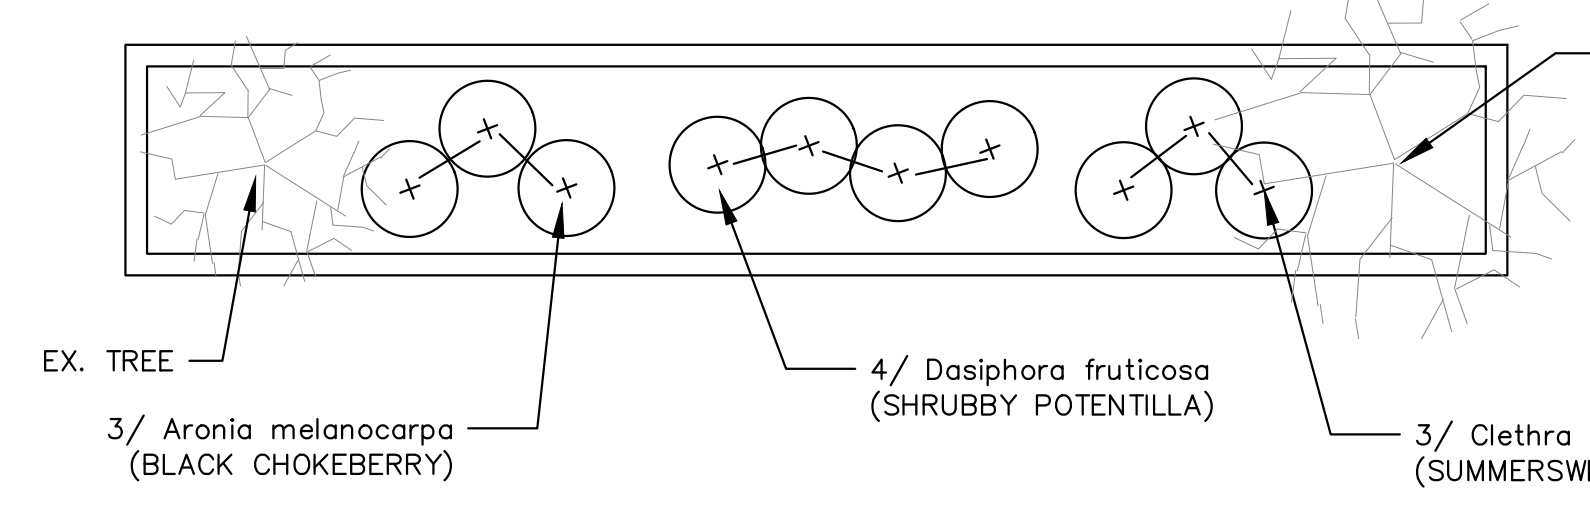 EX. TREE
3/ Aronia melanocarpa
(BLACK CHOKEBERRY)
4/ Dasiphora fruticosa
(SHRUBBY POTENTILLA)
3/ Clethra